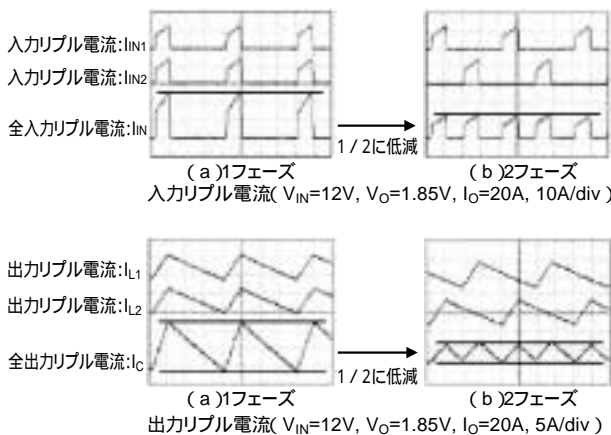 入力リプル電流:IIN1
入力リプル電流:IIN2
全入力リプル電流:IIN
1/2に低減
(a)1フェーズ
(b)2フェーズ
入力リプル電流(VIN=12V, VO=1.85V, IO=20A, 10A/div)
出力リプル電流:IL1
出力リプル電流:IL2
全出力リプル電流:IC
1/2に低減
(a)1フェーズ
(b)2フェーズ
出力リプル電流(VIN=12V, VO=1.85V, IO=20A, 5A/div)